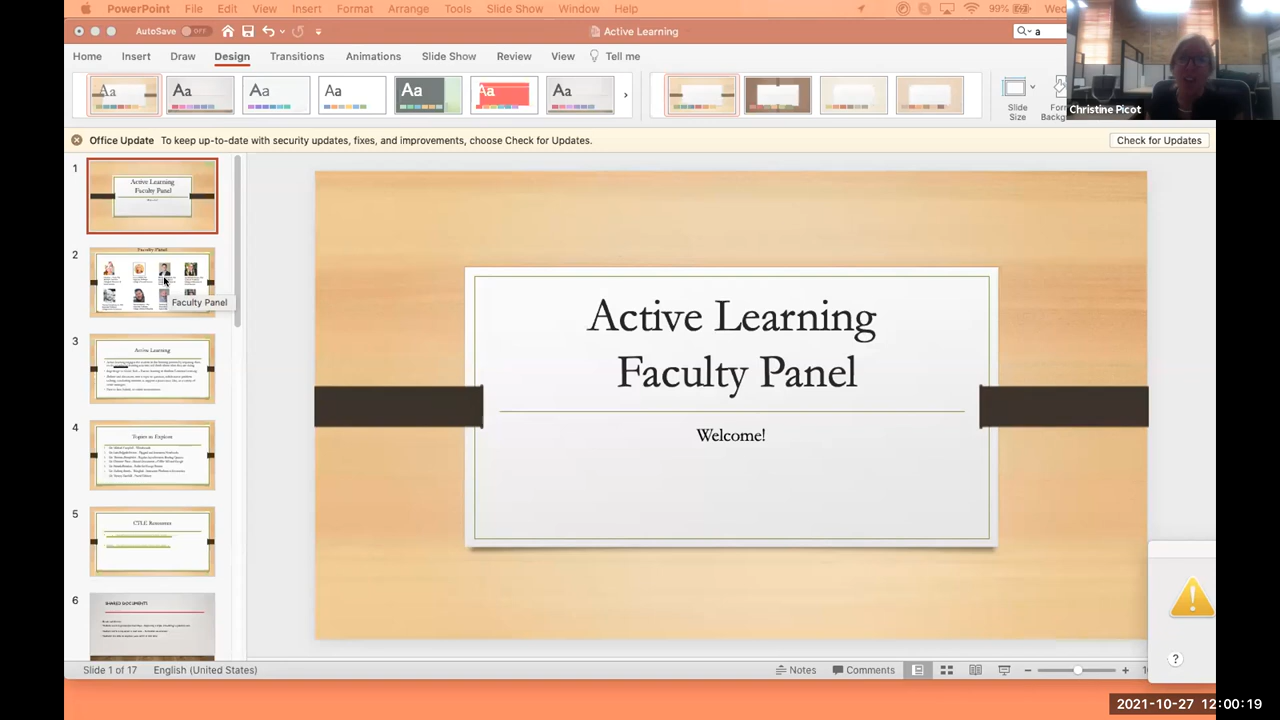 PowerPoint File Edit View Insert Format Arrange Tools Slide Show Window Help 99% Wed
AutoSave OFF Active Learning a
Home Insert Draw Design Transitions Animations Slide Show Review View Tell me
Aa Aa Aa Aa Aa Aa Aa
Slide
Size
Christine Picot
Office Update To keep up-to-date with security updates, fixes, and improvements, choose Check for Updates. Check for Updates
1
Active Learning
Faculty Panel
2
Faculty Panel
Faculty Panel
3
Active Learning
4
Topics to Explore
5
CTLE Resources
6
SHARED DOCUMENTS
Active Learning
Faculty Panel
Welcome!
?
Slide 1 of 17 English (United States) Notes Comments
2021-10-27 12:00:19